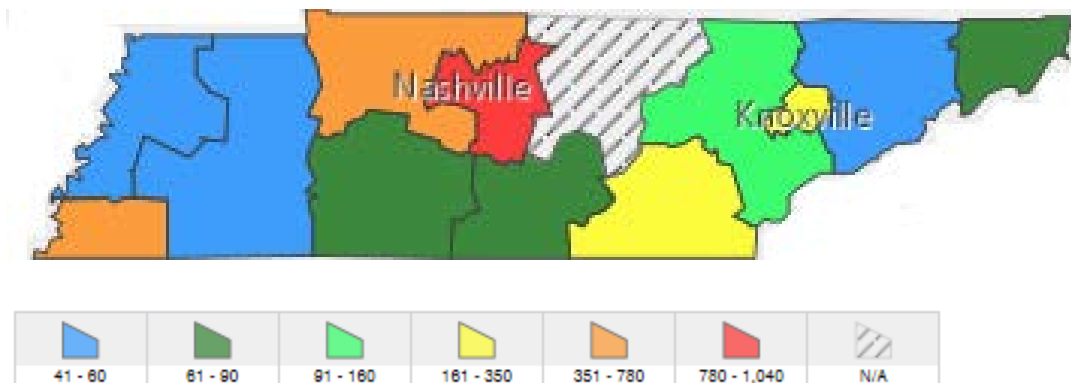 Nashville
Knoxville
41 - 60
61 - 90
91 - 160
161 - 350
351 - 780
780 - 1,040
N/A